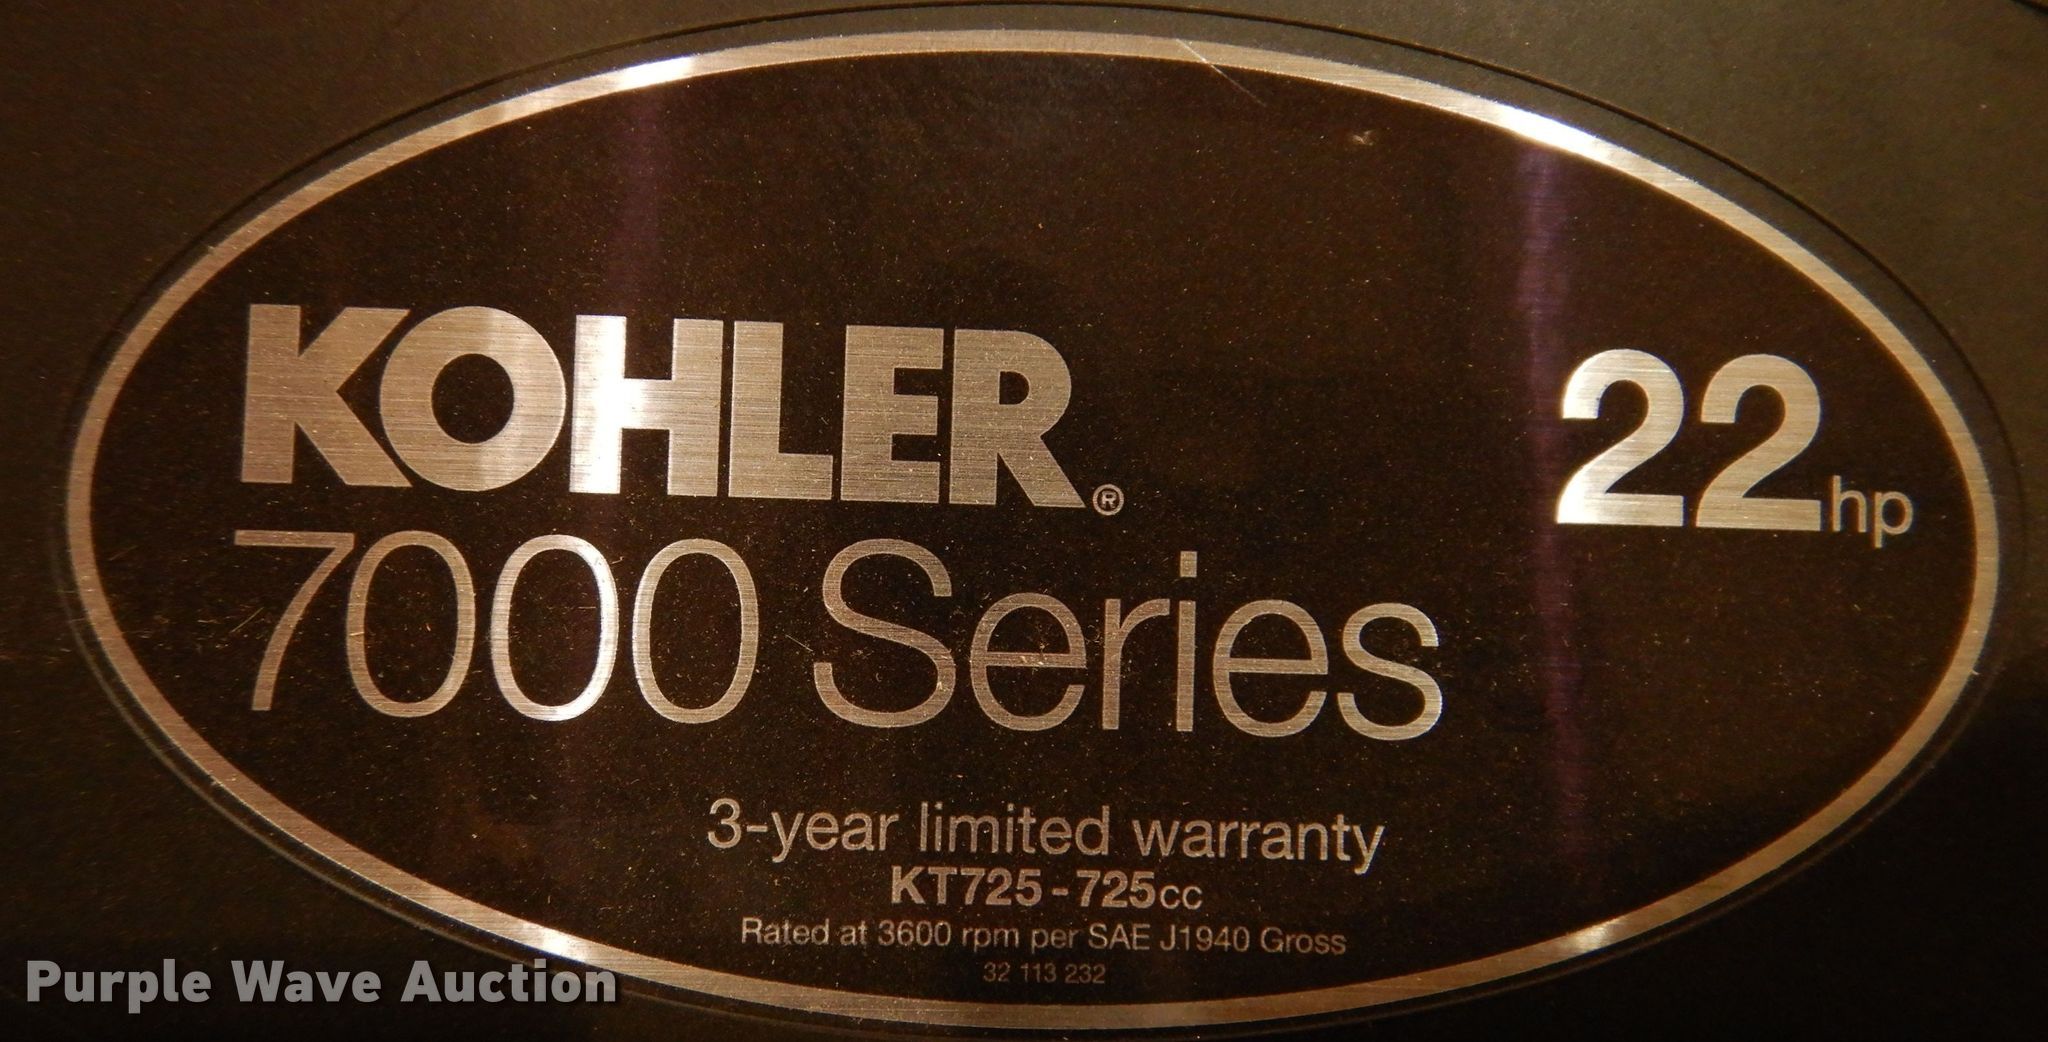 KOHLER®
22hp
7000 Series
3-year limited warranty
KT725-725cc
Rated at 3600 rpm per SAE J1940 Gross
32 113 232
Purple Wave Auction